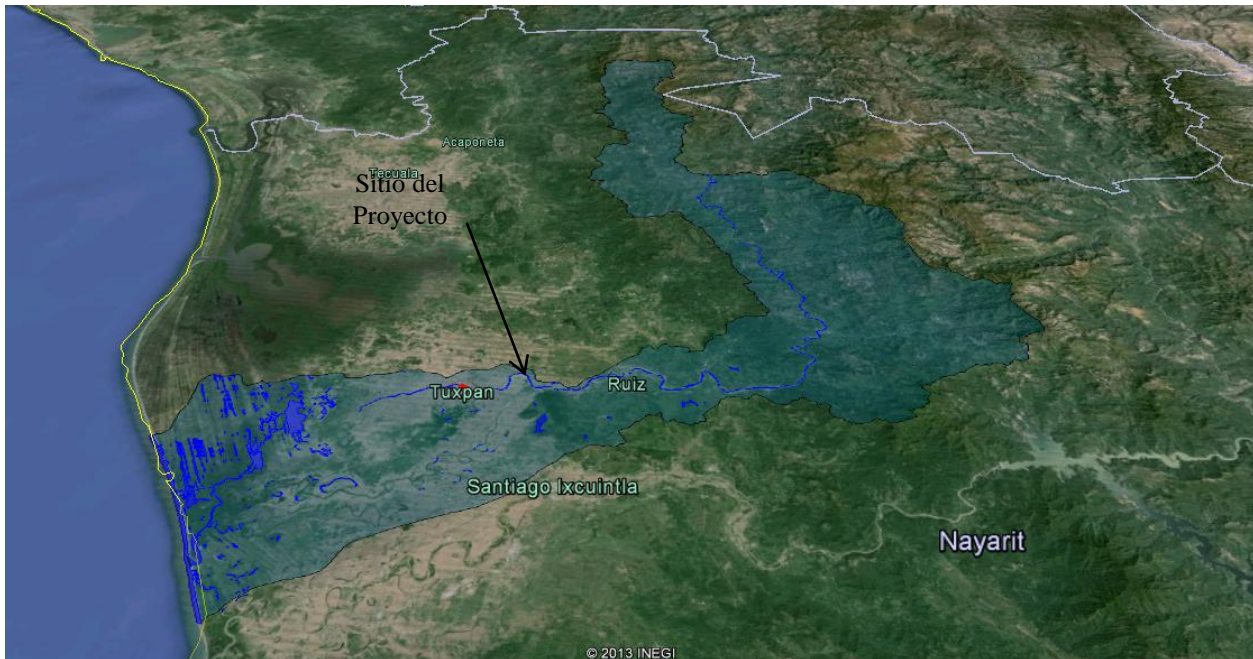 Acaponeta
Tecuala
Sitio del
Proyecto
Tuxpan
Ruiz
Santiago Ixcuintla
Nayarit
© 2013 INEGI